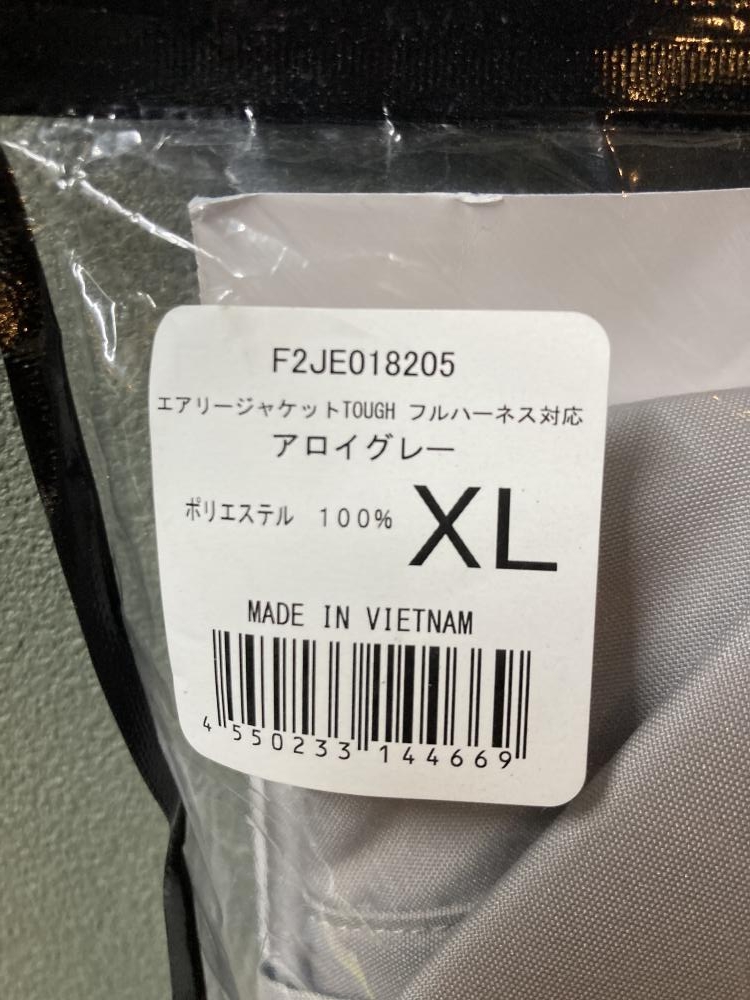 F2JE018205
エアリージャケットTOUGH フルハーネス対応
アロイグレー
ポリエステル 100% XL
MADE IN VIETNAM
4 550233 144669